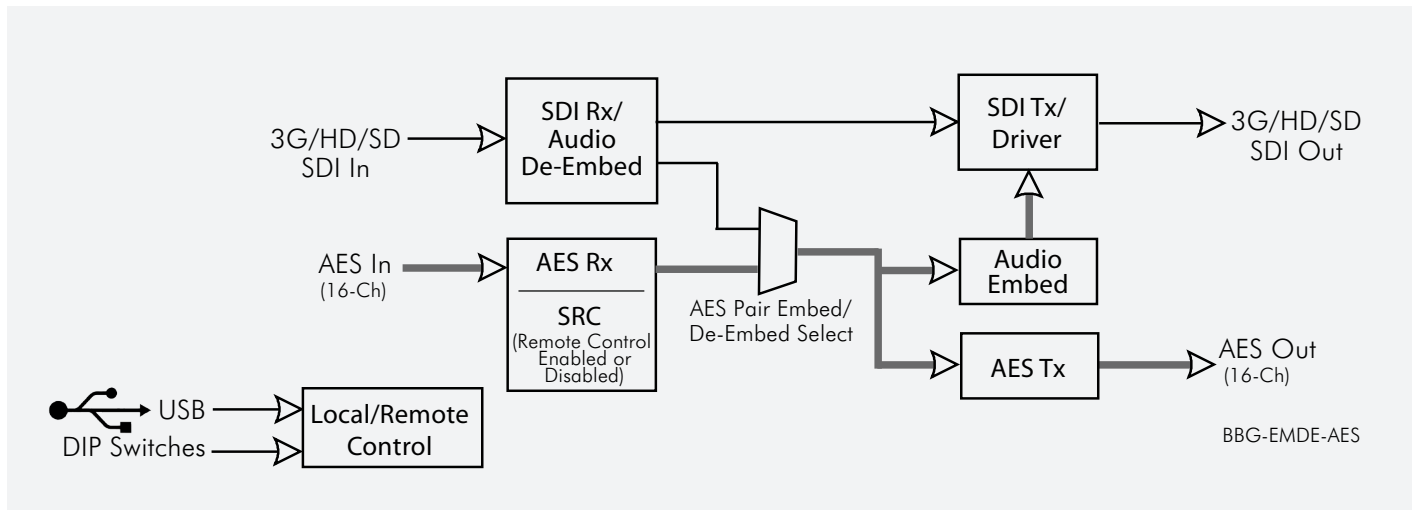 3G/HD/SD
SDI In
SDI Rx/
Audio
De-Embed
SDI Tx/
Driver
3G/HD/SD
SDI Out
AES In
(16-Ch)
AES Rx
SRC
(Remote Control
Enabled or
Disabled)
AES Pair Embed/
De-Embed Select
Audio
Embed
AES Tx
AES Out
(16-Ch)
USB
DIP Switches
Local/Remote
Control
BBG-EMDE-AES